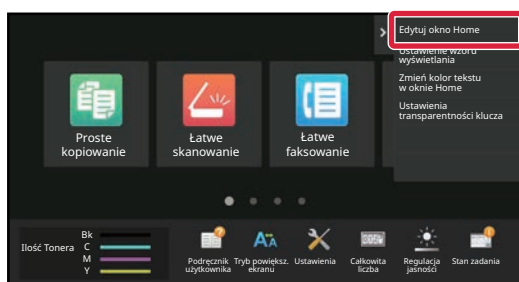 Edytuj okno Home
Ustawienie wzoru
wyświetlania
Zmień kolor tekstu
w oknie Home
Ustawienia
transparentności klucza
Proste
kopiowanie
Łatwe
skanowanie
Łatwe
faksowanie
Ilość Tonera
Bk
C
M
Y
Podręcznik
użytkownika
Tryb powiększ.
ekranu
Ustawienia
Całkowita
liczba
Regulacja
jasności
Stan zadania